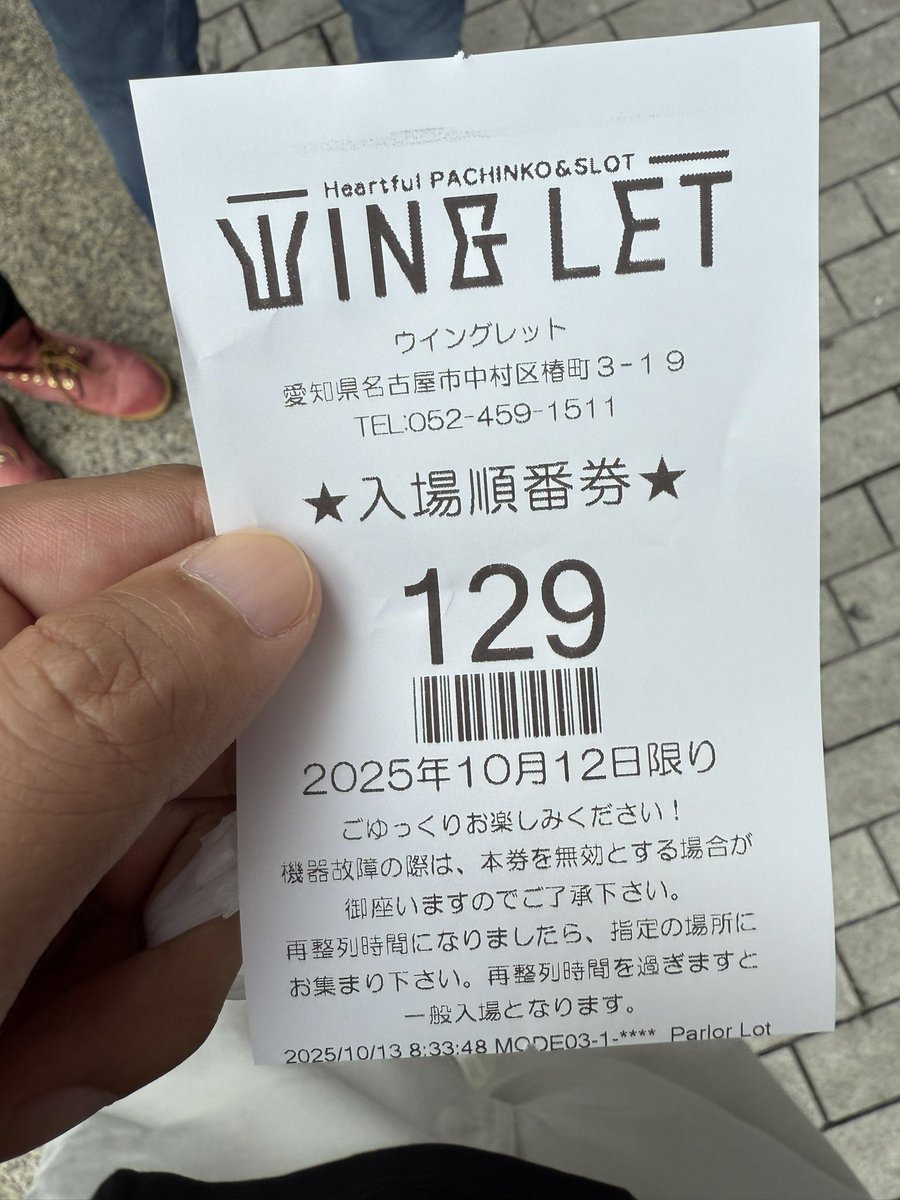 Heartful PACHINKO&SLOT
WING LET
ウイングレット
愛知県名古屋市中村区椿町3-19
TEL:052-459-1511
★入場順番券★
129
2025年10月12日限り
ごゆっくりお楽しみください！
機器故障の際は、本券を無効とする場合が
御座いますのでご了承下さい。
再整列時間になりましたら、指定の場所に
お集まり下さい。再整列時間を過ぎますと
一般入場となります。
2025/10/13 8:33:48 MODE03-1-**** Parlor Lot